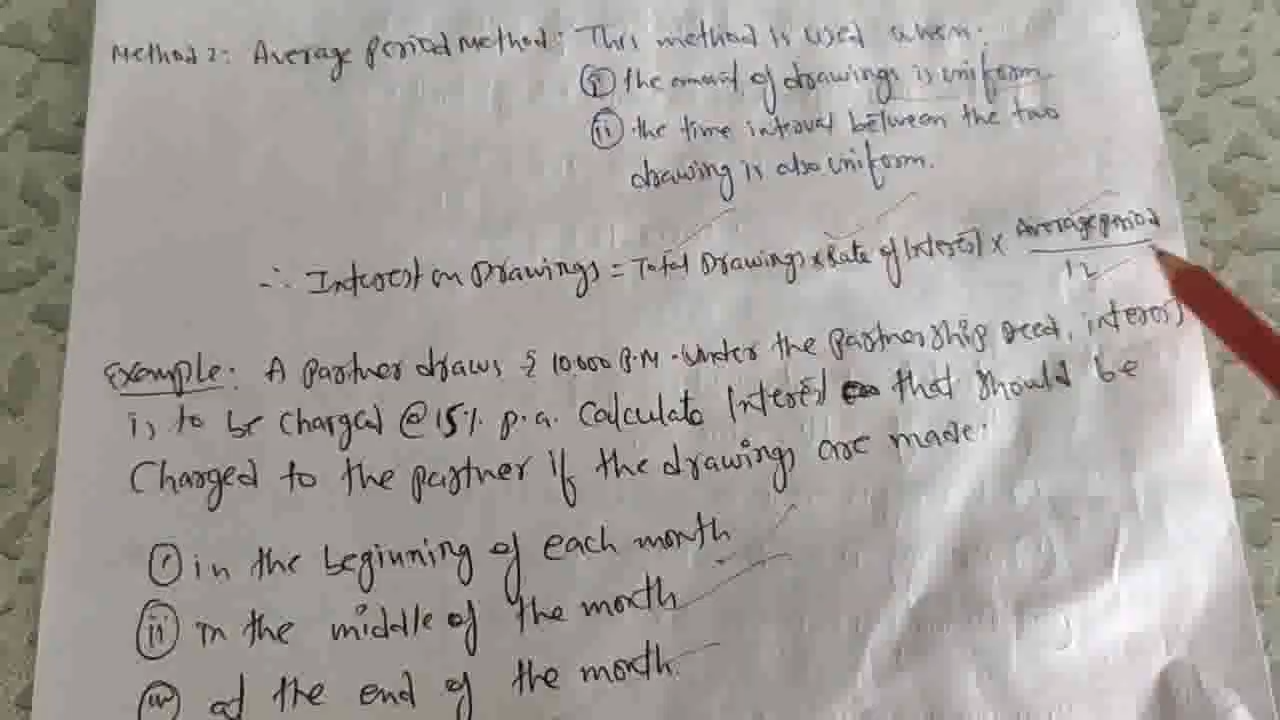 Method 2: Average period method: This method is used when:
(i) the amount of drawings is uniform
(ii) the time interval between the two
drawing is also uniform.
∴ Interest on Drawings = Total Drawings x Rate of Interest x Average period / 12
Example: A partner draws ₹ 10,000 P.M. Under the partnership deed, interest
is to be charged @ 15% p.a. Calculate Interest that should be
Charged to the partner if the drawings are made:
(i) in the beginning of each month
(ii) in the middle of the month
(iii) at the end of the month